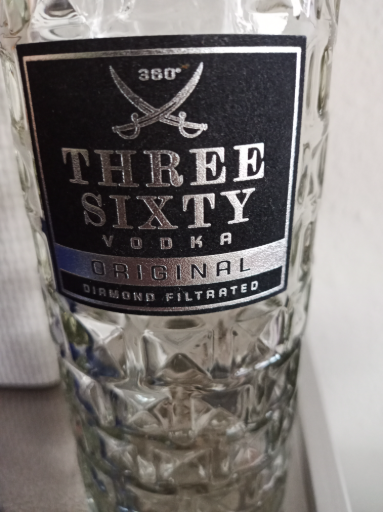 360°
THREE
SIXTY
VODKA
ORIGINAL
DIAMOND FILTRATED